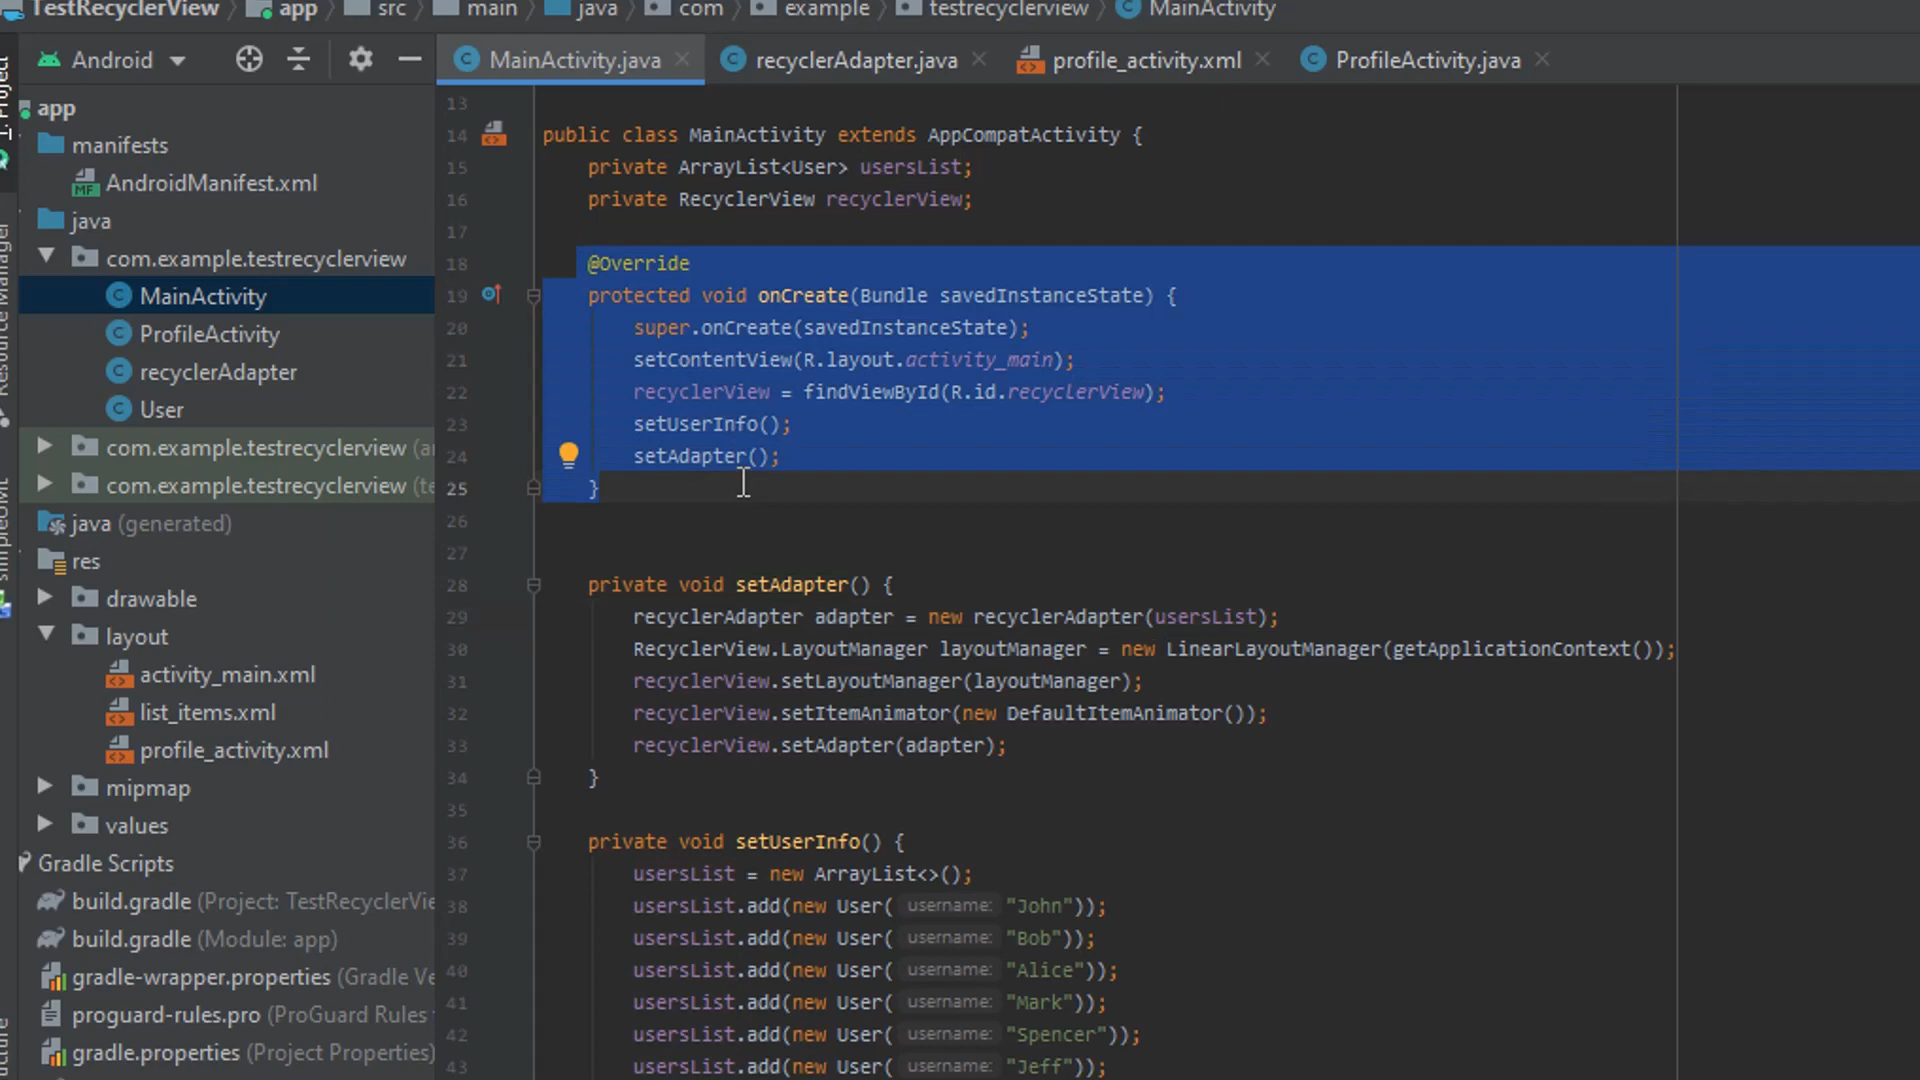 TestRecyclerView app src main java com example testrecyclerview MainActivity
Android
MainActivity.java recyclerAdapter.java profile_activity.xml ProfileActivity.java
Project
Resource Manager
app
manifests
AndroidManifest.xml
java
com.example.testrecyclerview
MainActivity
ProfileActivity
recyclerAdapter
User
com.example.testrecyclerview
com.example.testrecyclerview
java (generated)
res
drawable
layout
activity_main.xml
list_items.xml
profile_activity.xml
mipmap
values
Gradle Scripts
build.gradle (Project: TestRecyclerVie
build.gradle (Module: app)
gradle-wrapper.properties (Gradle Ve
proguard-rules.pro (ProGuard Rules
gradle.properties (Project Properties)
13
14 public class MainActivity extends AppCompatActivity {
15 private ArrayList<User> usersList;
16 private RecyclerView recyclerView;
17
18 @Override
19 protected void onCreate(Bundle savedInstanceState) {
20 super.onCreate(savedInstanceState);
21 setContentView(R.layout.activity_main);
22 recyclerView = findViewById(R.id.recyclerView);
23 setUserInfo();
24 setAdapter();
25 }
26
27
28 private void setAdapter() {
29 recyclerAdapter adapter = new recyclerAdapter(usersList);
30 RecyclerView.LayoutManager layoutManager = new LinearLayoutManager(getApplicationContext());
31 recyclerView.setLayoutManager(layoutManager);
32 recyclerView.setItemAnimator(new DefaultItemAnimator());
33 recyclerView.setAdapter(adapter);
34 }
35
36 private void setUserInfo() {
37 usersList = new ArrayList<>();
38 usersList.add(new User( username: "John"));
39 usersList.add(new User( username: "Bob"));
40 usersList.add(new User( username: "Alice"));
41 usersList.add(new User( username: "Mark"));
42 usersList.add(new User( username: "Spencer"));
43 usersList.add(new User( username: "Jeff"));